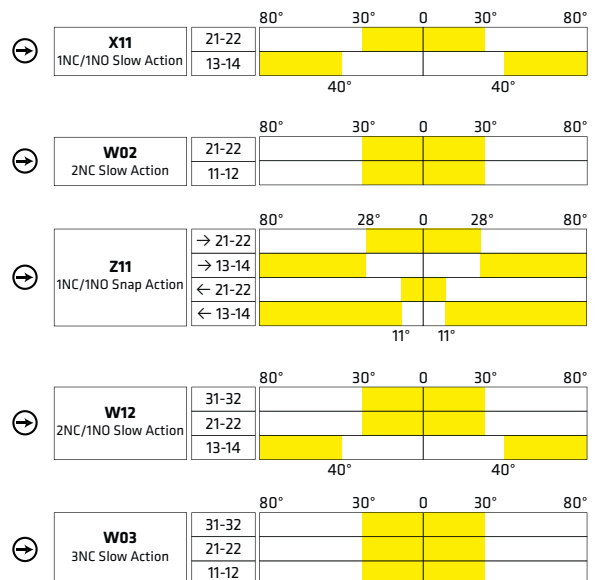 80° 30° 0 30° 80°
X11
1NC/1NO Slow Action
21-22
13-14
40° 40°
80° 30° 0 30° 80°
W02
2NC Slow Action
21-22
11-12
80° 28° 0 28° 80°
Z11
1NC/1NO Snap Action
→ 21-22
→ 13-14
← 21-22
← 13-14
11° 11°
80° 30° 0 30° 80°
W12
2NC/1NO Slow Action
31-32
21-22
13-14
40° 40°
80° 30° 0 30° 80°
W03
3NC Slow Action
31-32
21-22
11-12